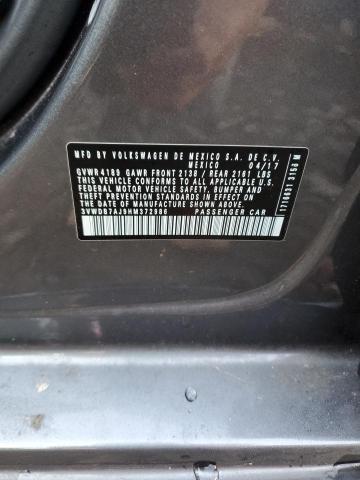 MFD BY VOLKSWAGEN DE MEXICO S.A. DE C.V.
MEXICO 04/17
GVWR 4189 GAWR FRONT 2138 / REAR 2161 LBS
THIS VEHICLE CONFORMS TO ALL APPLICABLE U.S.
FEDERAL MOTOR VEHICLE SAFETY, BUMPER AND
THEFT PREVENTION STANDARDS IN EFFECT ON THE
DATE OF MANUFACTURE SHOWN ABOVE
3VWDB7AJ9HM372986 PASSENGER CAR